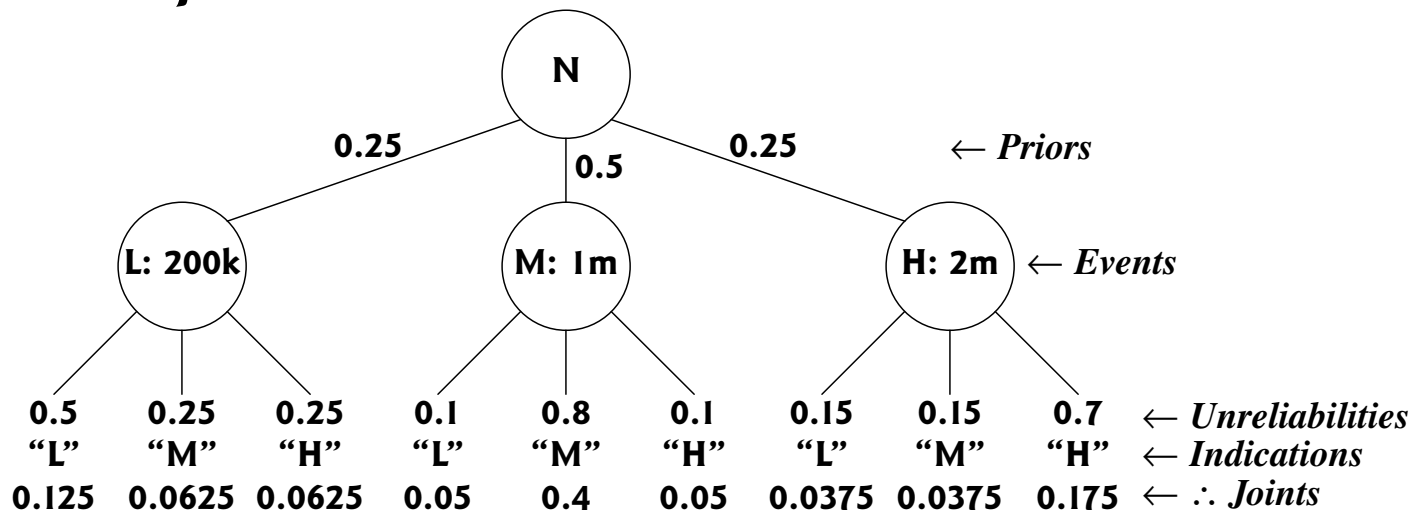 N
0.25
0.5
0.25
← Priors
L: 200k
M: 1m
H: 2m
← Events
0.5 0.25 0.25 0.1 0.8 0.1 0.15 0.15 0.7 ← Unreliabilities
“L” “M” “H” “L” “M” “H” “L” “M” “H” ← Indications
0.125 0.0625 0.0625 0.05 0.4 0.05 0.0375 0.0375 0.175 ← ∴ Joints